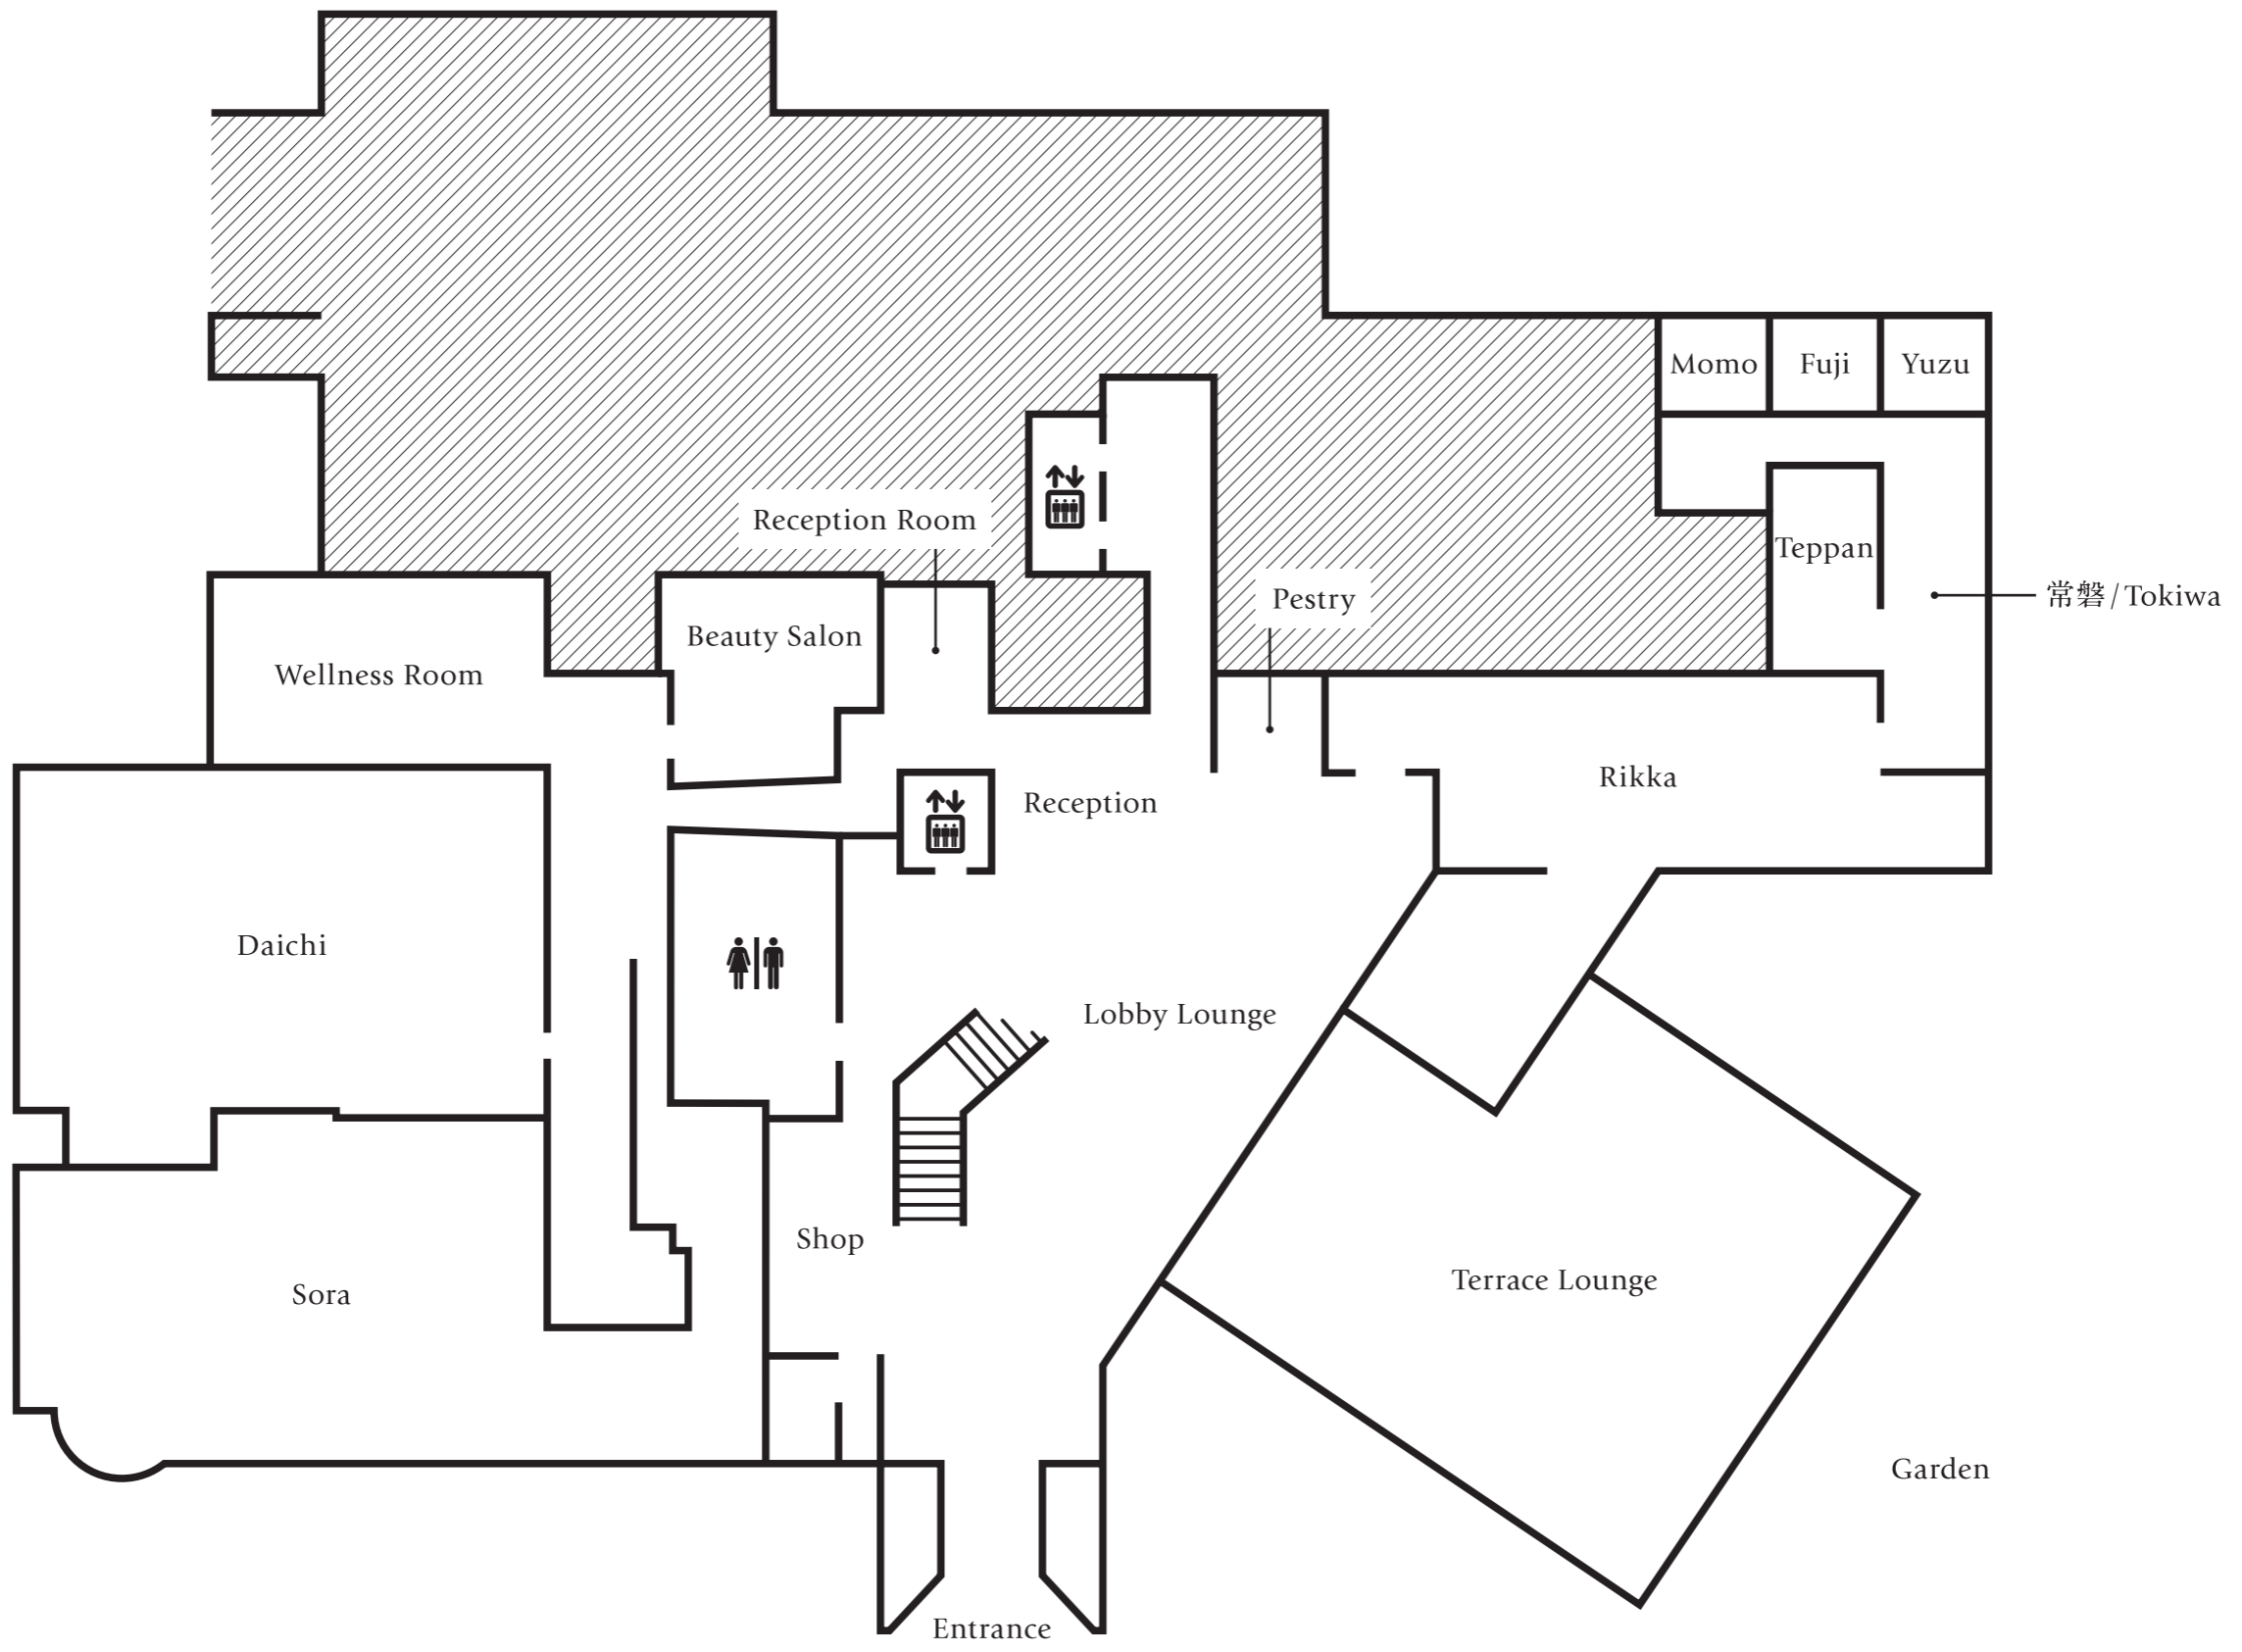 Momo
Fuji
Yuzu
Reception Room
Teppan
Pestry
常磐/Tokiwa
Beauty Salon
Wellness Room
Rikka
Reception
Daichi
Lobby Lounge
Shop
Terrace Lounge
Sora
Garden
Entrance